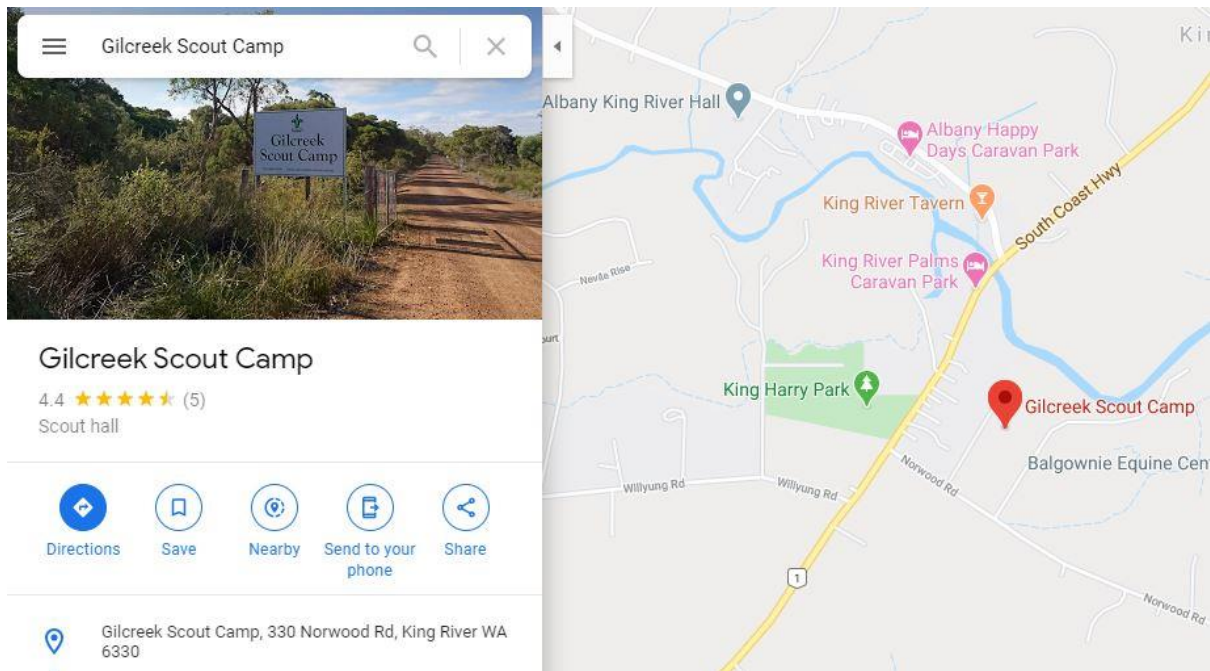 Gilcreek Scout Camp
Gilcreek
Scout Camp
Gilcreek Scout Camp
4.4
(5)
Scout hall
Directions
Save
Nearby
Send to your
phone
Share
Gilcreek Scout Camp, 330 Norwood Rd, King River WA
6330
Kin
Albany King River Hall
Albany Happy
Days Caravan Park
King River Tavern
South Coast Hwy
King River Palms
Caravan Park
Nevile Rise
ourt
King Harry Park
Gilcreek Scout Camp
Balgownie Equine Cen
Norwood Rd
Willyung Rd
Willyung Rd
1
Norwood Rd